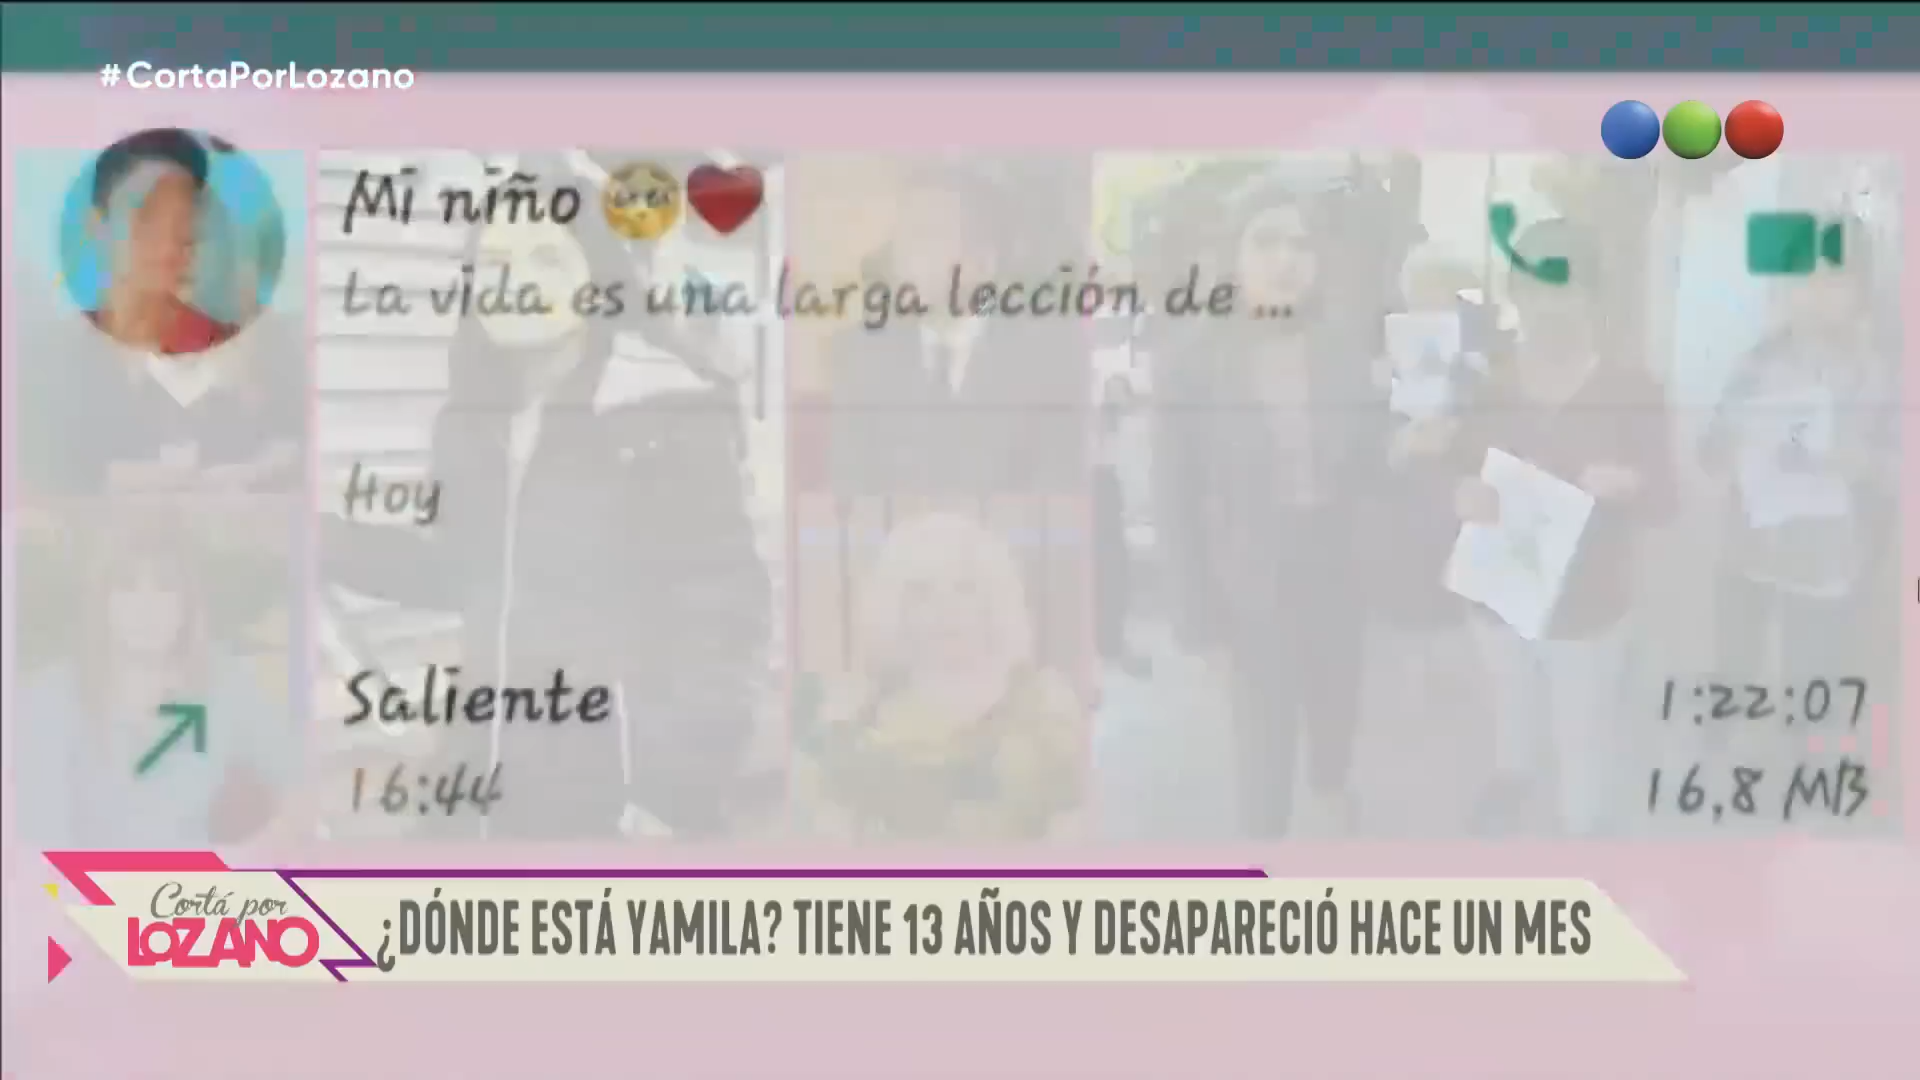 #CortaPorLozano
Mi niño
La vida es una larga lección de ...
Hoy
Saliente
1:22:07
16:44
16,8 MB
Cortá por
LOZANO
¿DÓNDE ESTÁ YAMILA? TIENE 13 AÑOS Y DESAPARECIÓ HACE UN MES